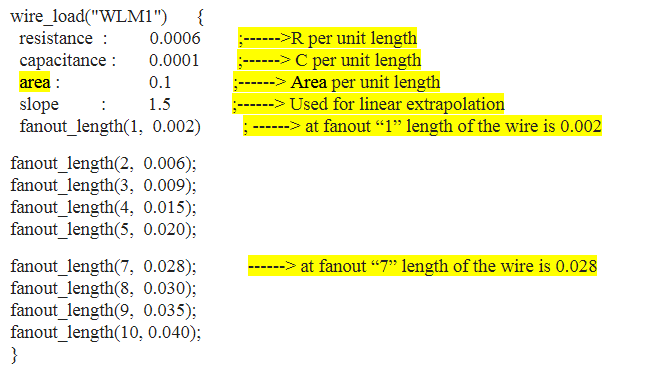 wire_load("WLM1") {
resistance : 0.0006 ;------>R per unit length
capacitance : 0.0001 ;------> C per unit length
area : 0.1 ;------> Area per unit length
slope : 1.5 ;------> Used for linear extrapolation
fanout_length(1, 0.002) ; ------> at fanout “1” length of the wire is 0.002
fanout_length(2, 0.006);
fanout_length(3, 0.009);
fanout_length(4, 0.015);
fanout_length(5, 0.020);
fanout_length(7, 0.028); ------> at fanout “7” length of the wire is 0.028
fanout_length(8, 0.030);
fanout_length(9, 0.035);
fanout_length(10, 0.040);
}